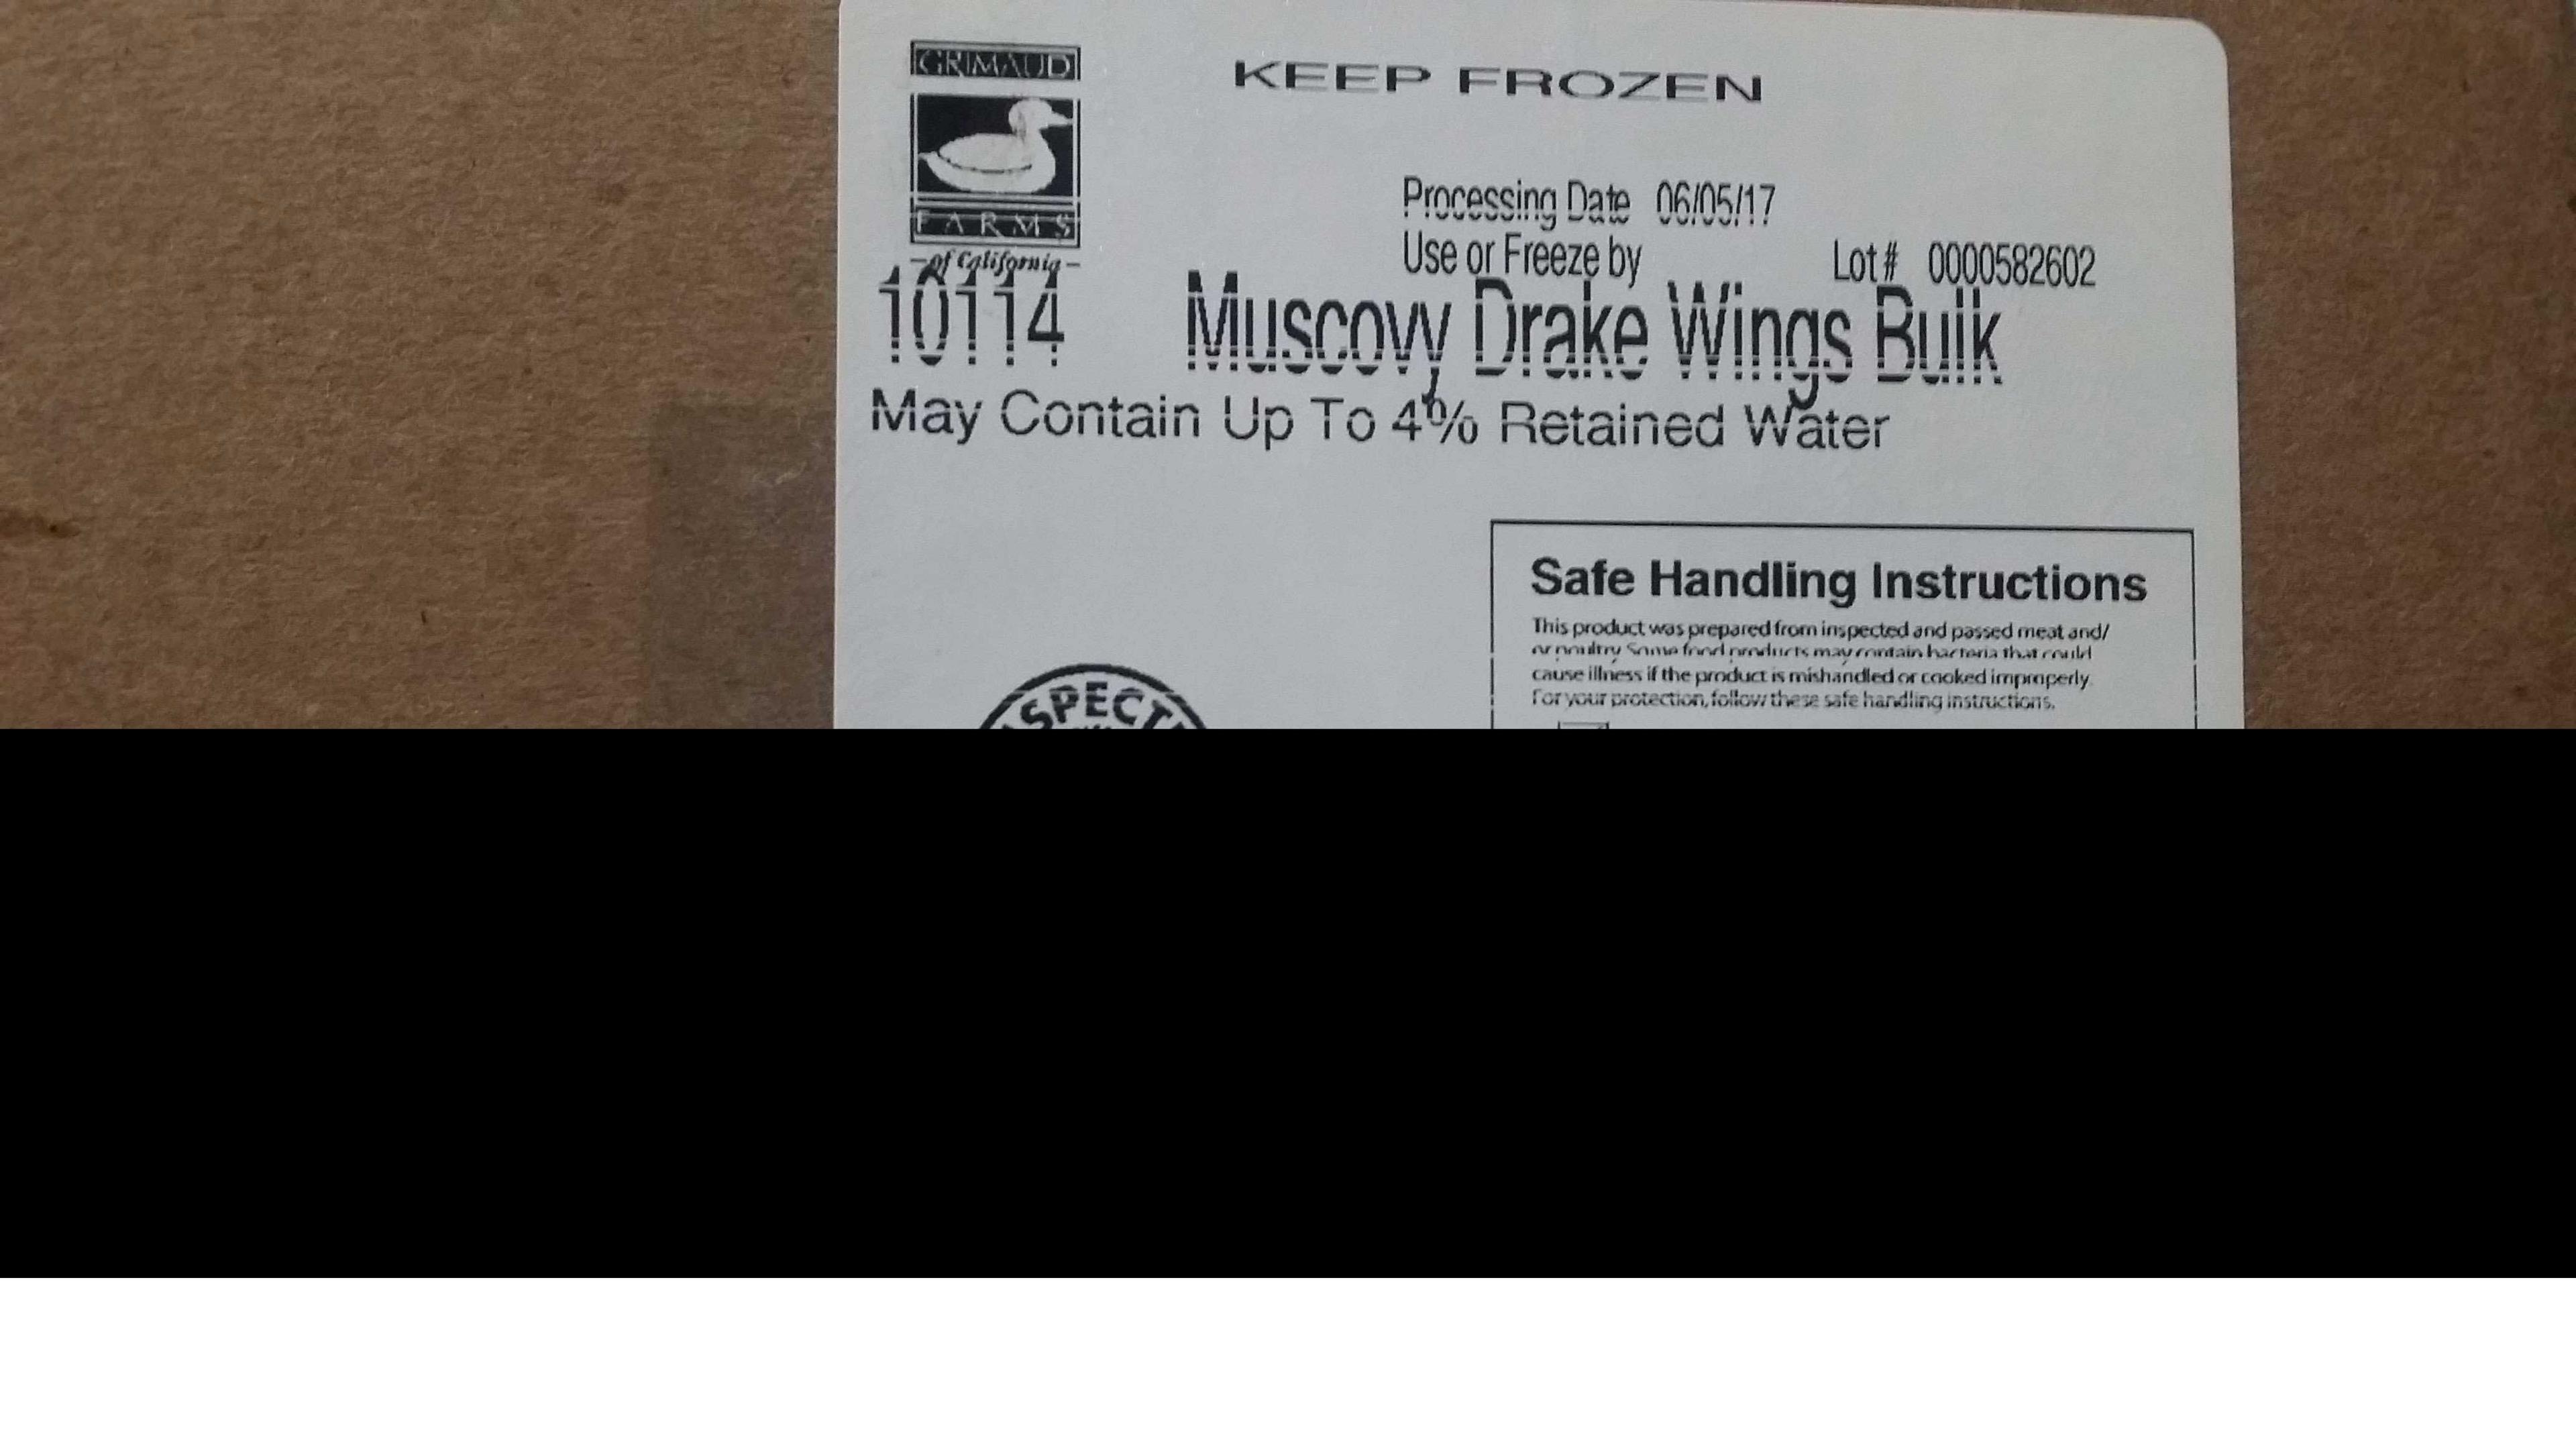 GRIMAUD
FARMS
of California
KEEP FROZEN
Processing Date 06/05/17
Use or Freeze by
Lot # 0000582602
10114 Muscovy Drake Wings Bulk
May Contain Up To 4% Retained Water
Safe Handling Instructions
This product was prepared from inspected and passed meat and/
or poultry Some food products may contain bacteria that could
cause illness if the product is mishandled or cooked improperly.
For your protection, follow these safe handling instructions.
SPECT